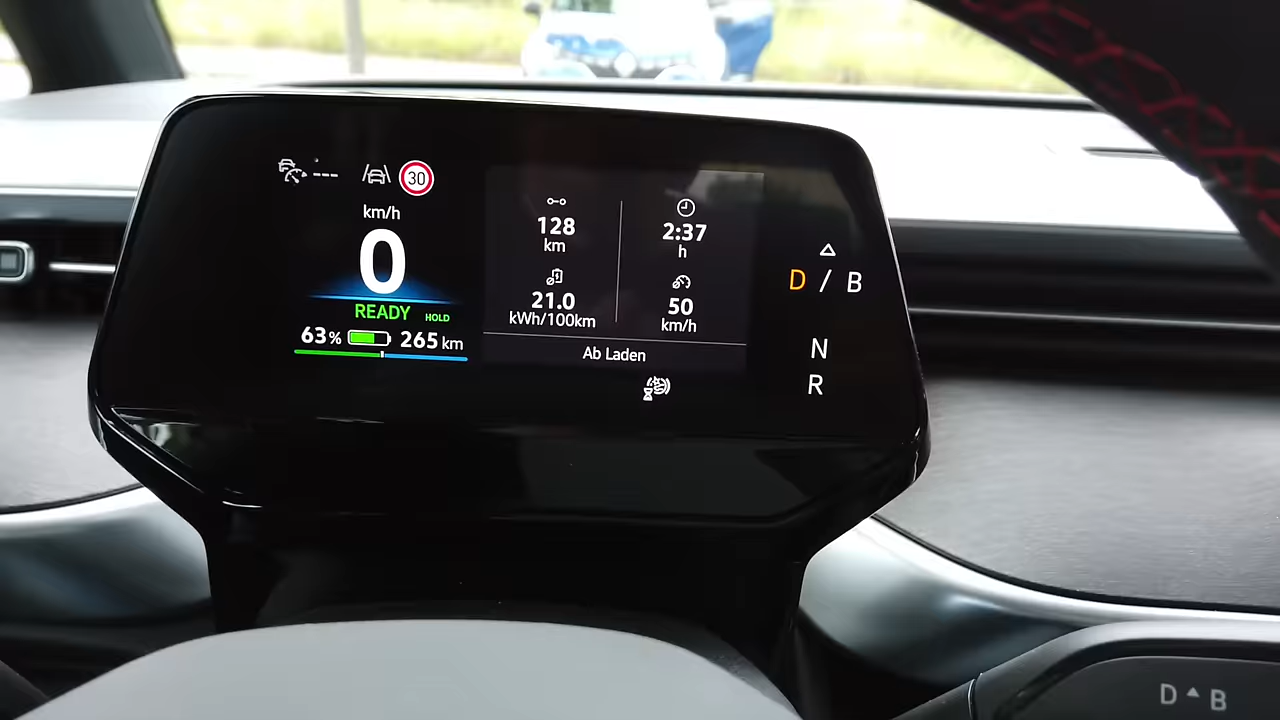 ---
30
km/h
0
READY HOLD
63% 265 km
128
km
2:37
h
21.0
kWh/100km
50
km/h
Ab Laden
D / B
N
R
D B